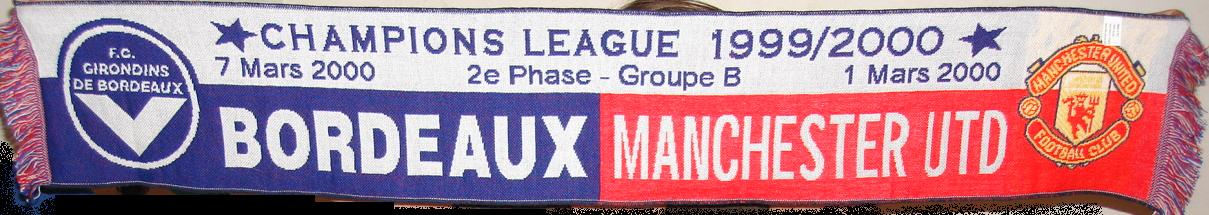 F.C.
GIRONDINS
DE BORDEAUX
CHAMPIONS LEAGUE 1999/2000
7 Mars 2000 2e Phase - Groupe B 1 Mars 2000
BORDEAUX MANCHESTER UTD
MANCHESTER UNITED
FOOTBALL CLUB